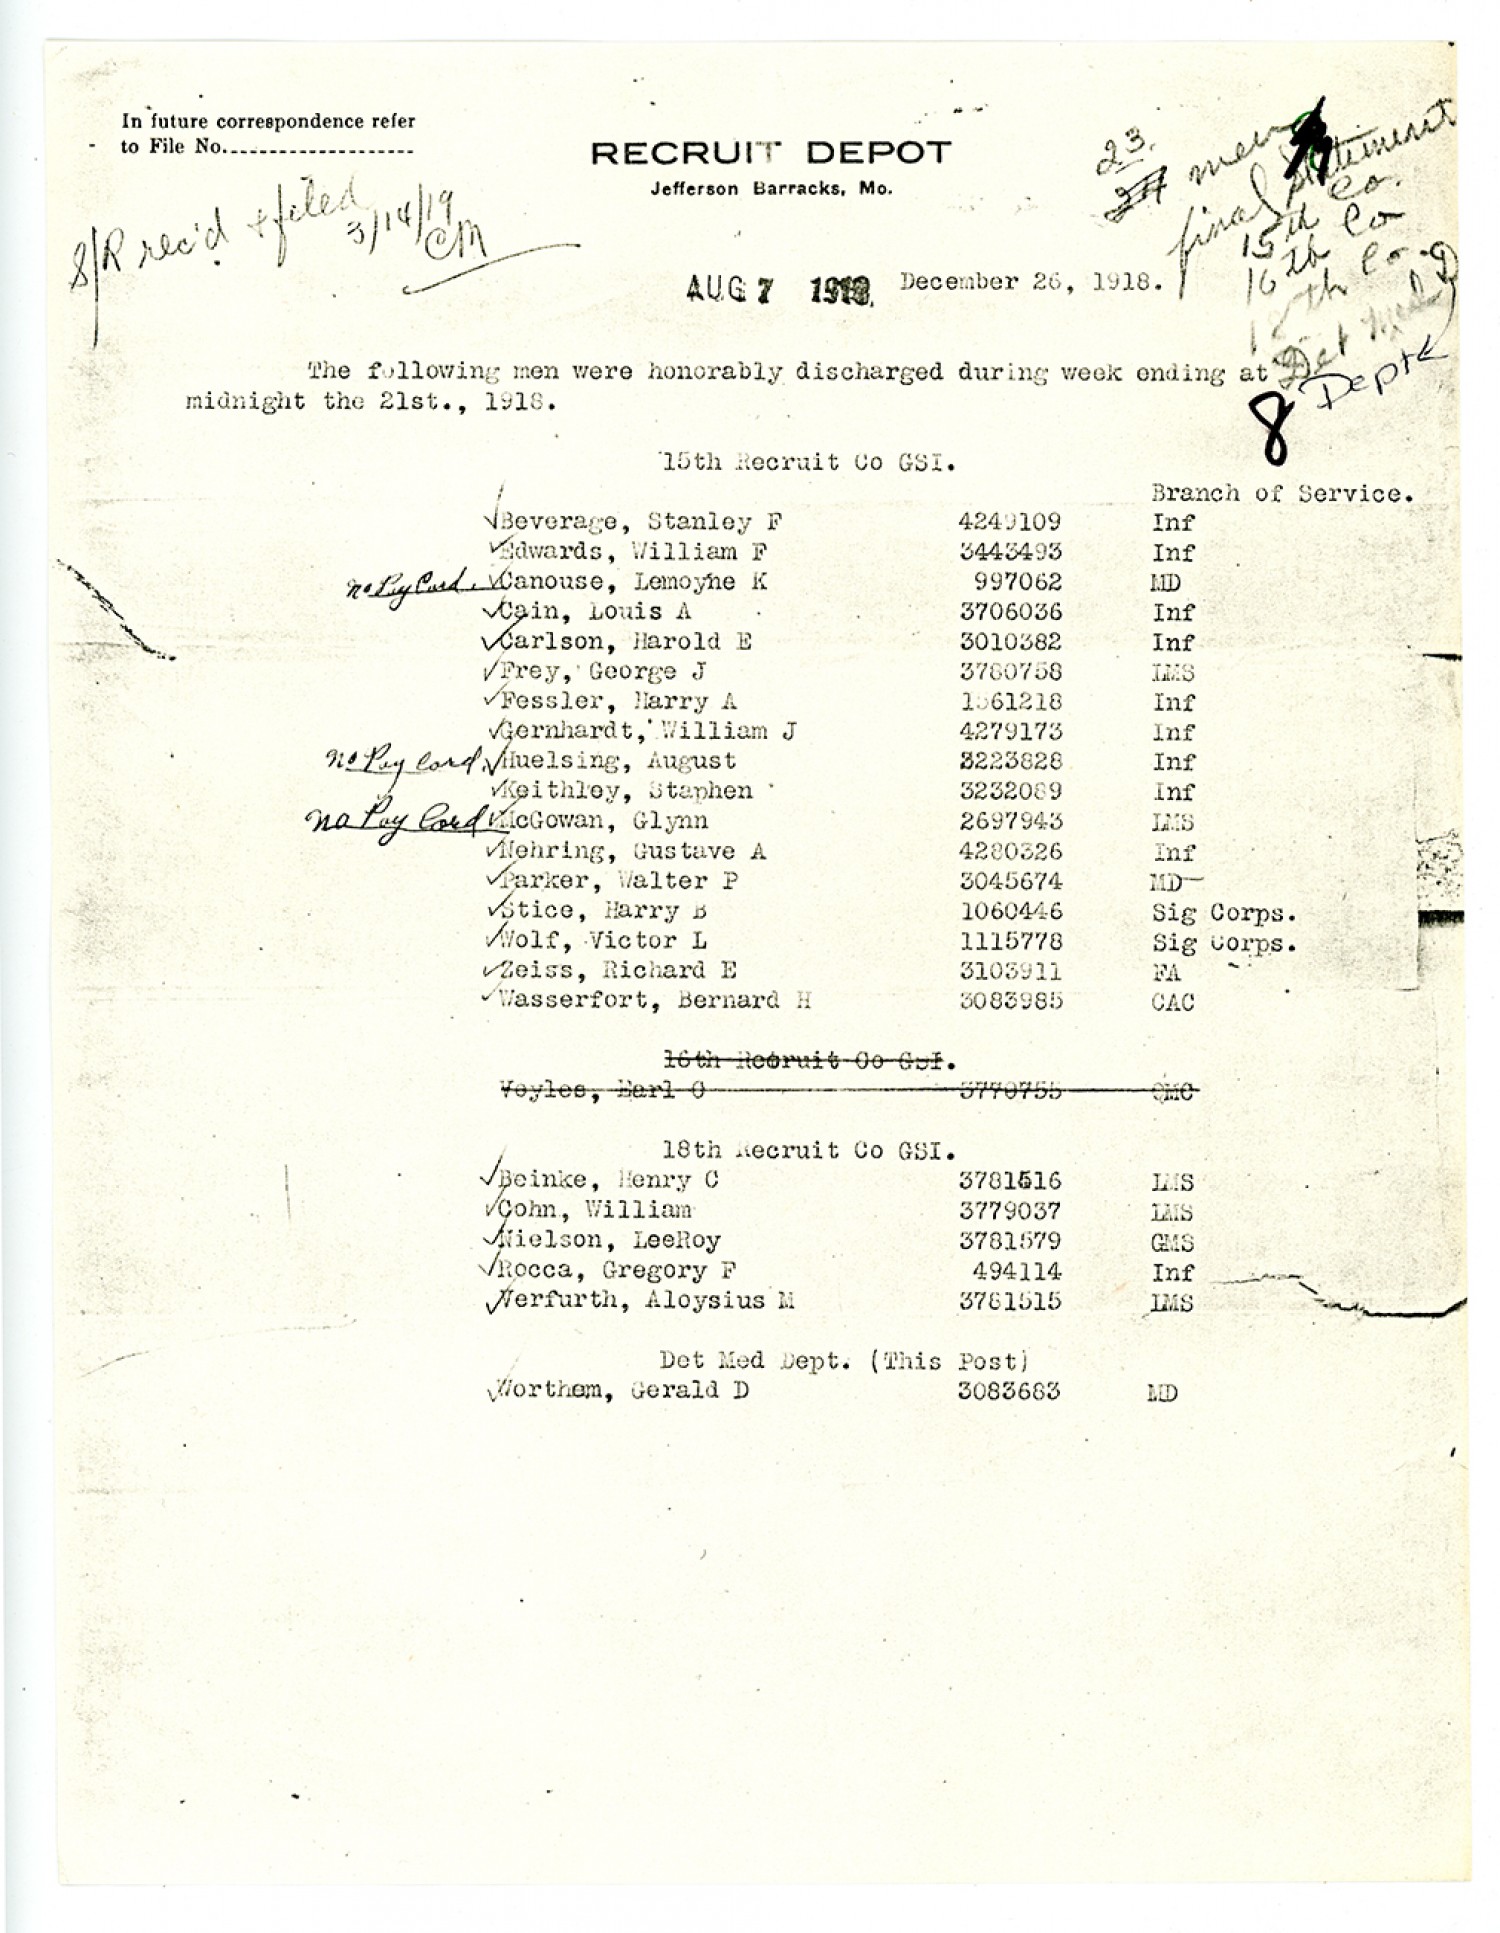 In future correspondence refer
to File No.
RECRUIT DEPOT
Jefferson Barracks, Mo.
S/R rec'd & filed
3/14/19
CM
23.
men
final statement
15th Co.
16th Co
18th Co.
Det Med D
8 Dept
AUG 7 1918. December 26, 1918.
The following men were honorably discharged during week ending at
midnight the 21st., 1918.
15th Recruit Co GSI.
Branch of Service.
Beverage, Stanley F 4249109 Inf
Edwards, William F 3443493 Inf
no Pay Card. Canouse, Lemoyne K 997062 MD
Cain, Louis A 3706036 Inf
Carlson, Harold E 3010382 Inf
Frey, George J 3780758 LMS
Fessler, Harry A 1561218 Inf
Gernhardt, William J 4279173 Inf
no Pay Card. Huelsing, August 3223828 Inf
Keithley, Staphen 3232089 Inf
no Pay Card McGowan, Glynn 2697943 LMS
Nehring, Gustave A 4280326 Inf
Parker, Walter P 3045674 MD
Stice, Harry B 1060446 Sig Corps.
Wolf, Victor L 1115778 Sig Corps.
Zeiss, Richard E 3103911 FA
Wasserfort, Bernard H 3083985 CAC
16th Recruit Co GSI.
Voyles, Earl C 3770755 QMC
18th Recruit Co GSI.
Beinke, Henry C 3781516 LMS
Cohn, William 3779037 LMS
Nielson, LeeRoy 3781579 GMS
Rocca, Gregory F 494114 Inf
Verfurth, Aloysius M 3781515 LMS
Det Med Dept. (This Post)
Worthem, Gerald D 3083683 MD